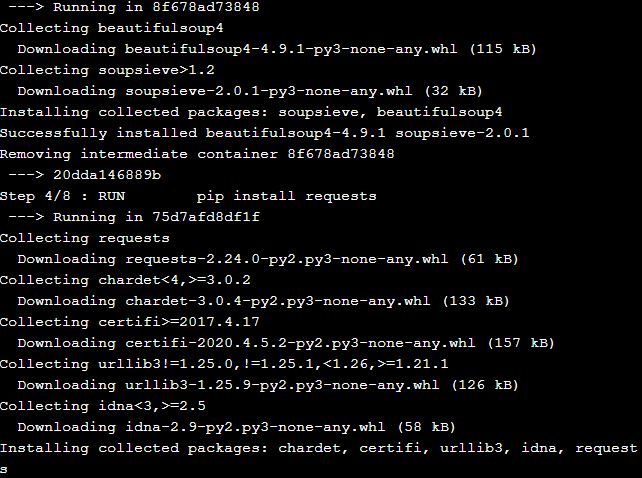 ---> Running in 8f678ad73848
Collecting beautifulsoup4
Downloading beautifulsoup4-4.9.1-py3-none-any.whl (115 kB)
Collecting soupsieve>1.2
Downloading soupsieve-2.0.1-py3-none-any.whl (32 kB)
Installing collected packages: soupsieve, beautifulsoup4
Successfully installed beautifulsoup4-4.9.1 soupsieve-2.0.1
Removing intermediate container 8f678ad73848
---> 20dda146889b
Step 4/8 : RUN        pip install requests
---> Running in 75d7afd8df1f
Collecting requests
Downloading requests-2.24.0-py2.py3-none-any.whl (61 kB)
Collecting chardet<4,>=3.0.2
Downloading chardet-3.0.4-py2.py3-none-any.whl (133 kB)
Collecting certifi>=2017.4.17
Downloading certifi-2020.4.5.2-py2.py3-none-any.whl (157 kB)
Collecting urllib3!=1.25.0,!=1.25.1,<1.26,>=1.21.1
Downloading urllib3-1.25.9-py2.py3-none-any.whl (126 kB)
Collecting idna<3,>=2.5
Downloading idna-2.9-py2.py3-none-any.whl (58 kB)
Installing collected packages: chardet, certifi, urllib3, idna, request
s